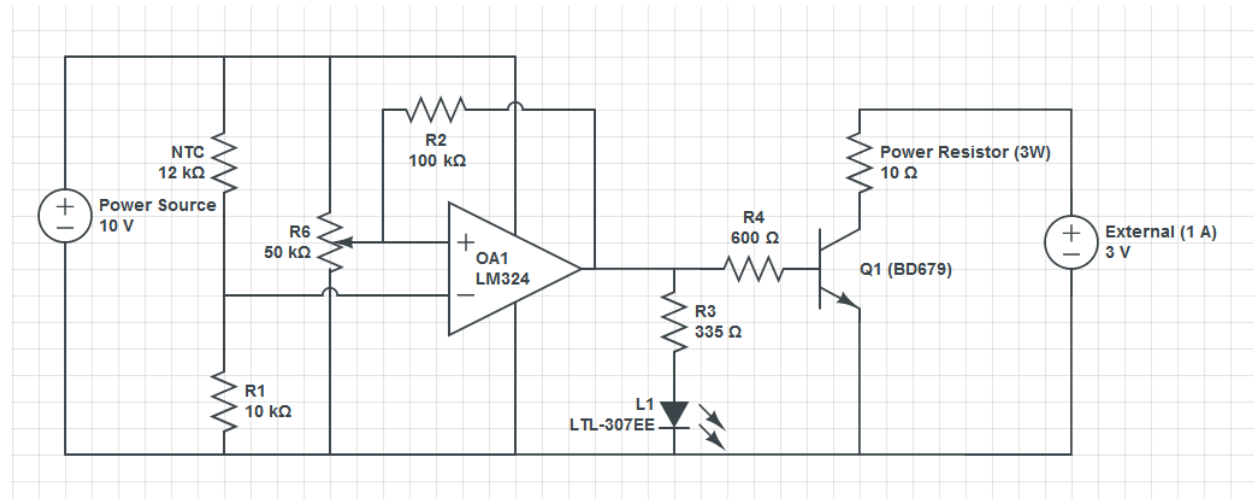 NTC
12 kΩ
Power Source
10 V
R6
50 kΩ
R2
100 kΩ
+
OA1
LM324
R1
10 kΩ
R4
600 Ω
R3
335 Ω
L1
LTL-307EE
Power Resistor (3W)
10 Ω
Q1 (BD679)
External (1 A)
3 V